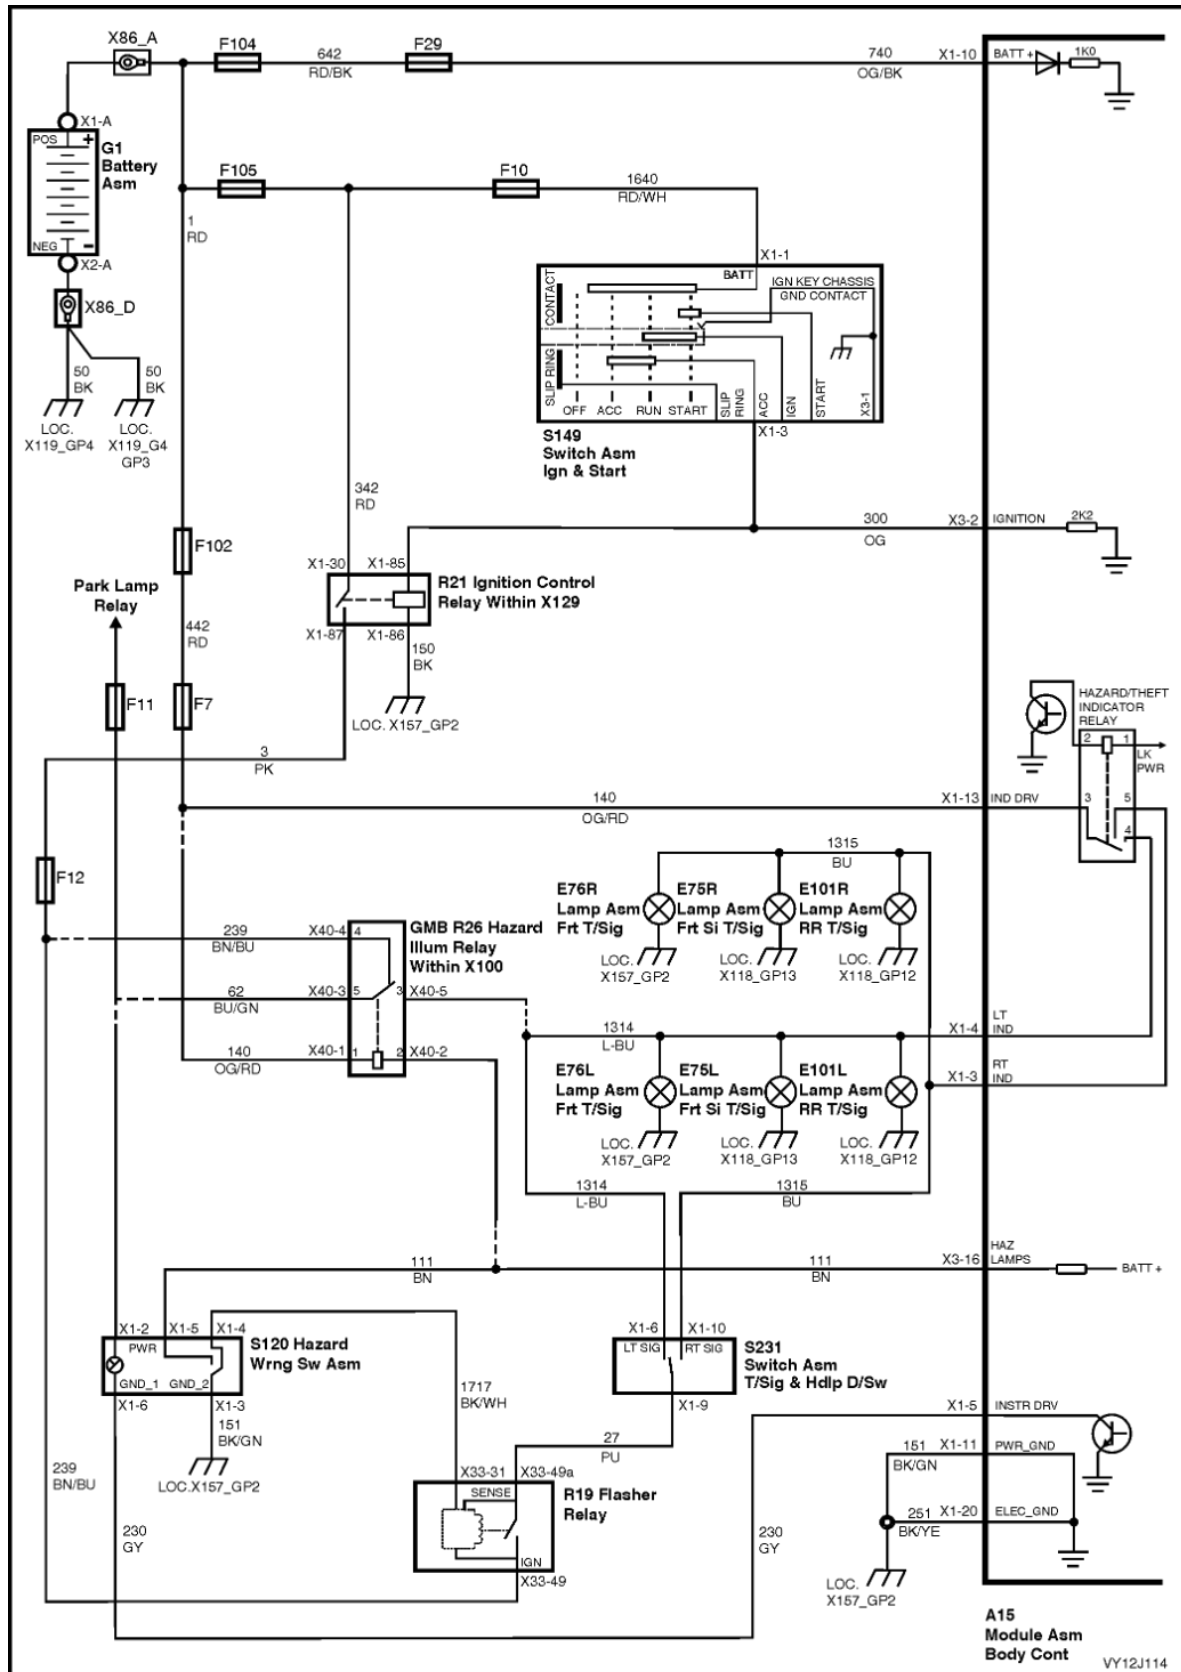 X86_A
F104
642
RD/BK
F29
740
OG/BK
X1-10
BATT +
1K0
X1-A
POS
+
G1
Battery
Asm
NEG
-
X2-A
X86_D
50
BK
50
BK
LOC.
X119_GP4
LOC.
X119_G4
GP3
F105
F10
1640
RD/WH
1
RD
X1-1
BATT
IGN KEY CHASSIS
GND CONTACT
CONTACT
SLIP RING
OFF
ACC
RUN
START
SLIP
RING
ACC
IGN
START
X3-1
X1-3
S149
Switch Asm
Ign & Start
342
RD
300
OG
X3-2
IGNITION
2K2
F102
X1-30
X1-85
R21 Ignition Control
Relay Within X129
X1-87
X1-86
150
BK
LOC. X157_GP2
Park Lamp
Relay
442
RD
F11
F7
3
PK
HAZARD/THEFT
INDICATOR
RELAY
2
1
LK
PWR
3
5
4
140
OG/RD
X1-13
IND DRV
F12
1315
BU
E76R
Lamp Asm
Frt T/Sig
E75R
Lamp Asm
Frt Si T/Sig
E101R
Lamp Asm
RR T/Sig
LOC.
X157_GP2
LOC.
X118_GP13
LOC.
X118_GP12
239
BN/BU
X40-4
4
GMB R26 Hazard
Illum Relay
Within X100
62
BU/GN
X40-3
5
3
X40-5
140
OG/RD
X40-1
1
2
X40-2
1314
L-BU
X1-4
LT
IND
RT
IND
X1-3
E76L
Lamp Asm
Frt T/Sig
E75L
Lamp Asm
Frt Si T/Sig
E101L
Lamp Asm
RR T/Sig
LOC.
X157_GP2
LOC.
X118_GP13
LOC.
X118_GP12
1314
L-BU
1315
BU
111
BN
111
BN
X3-16
HAZ
LAMPS
BATT +
X1-2
X1-5
X1-4
PWR
GND_1
GND_2
S120 Hazard
Wrng Sw Asm
X1-6
X1-3
151
BK/GN
LOC.X157_GP2
1717
BK/WH
X1-6
X1-10
LT SIG
RT SIG
S231
Switch Asm
T/Sig & Hdlp D/Sw
X1-9
27
PU
X33-31
X33-49a
SENSE
R19 Flasher
Relay
IGN
X33-49
239
BN/BU
230
GY
230
GY
X1-5
INSTR DRV
151
BK/GN
X1-11
PWR_GND
251
BK/YE
X1-20
ELEC_GND
LOC.
X157_GP2
A15
Module Asm
Body Cont
VY12J114